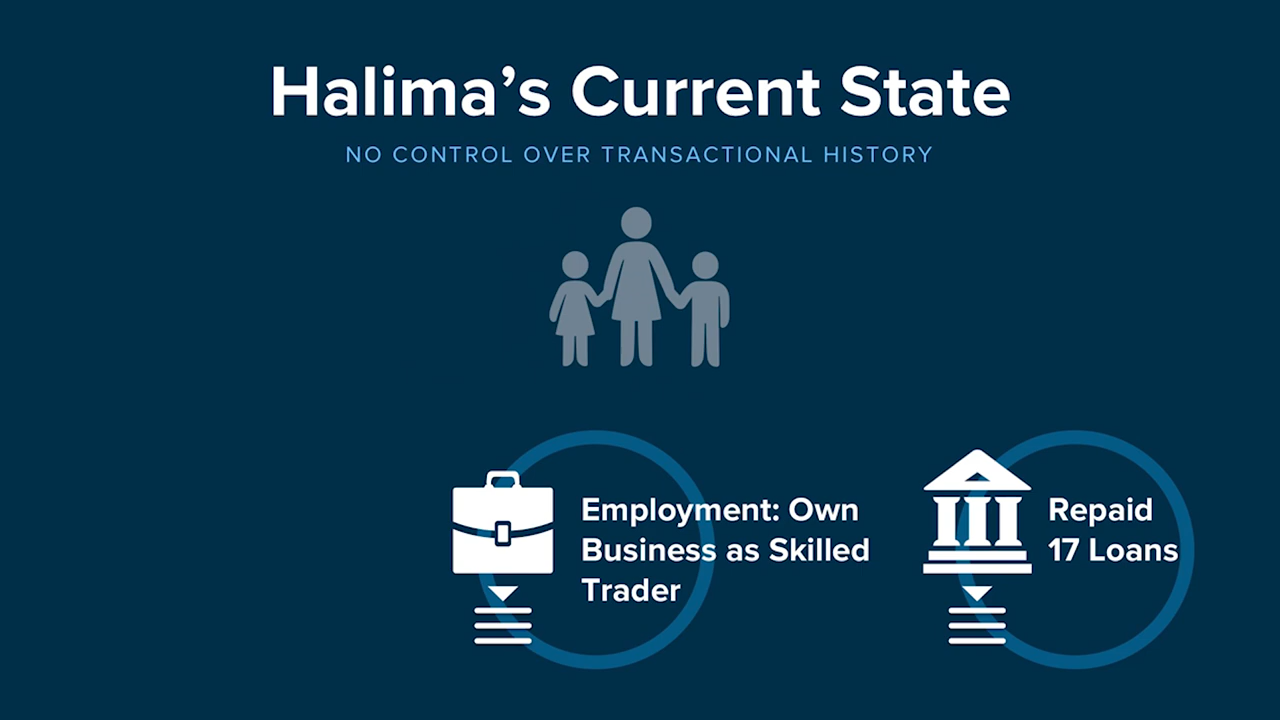 Halima’s Current State
NO CONTROL OVER TRANSACTIONAL HISTORY
Employment: Own
Business as Skilled
Trader
Repaid
17 Loans